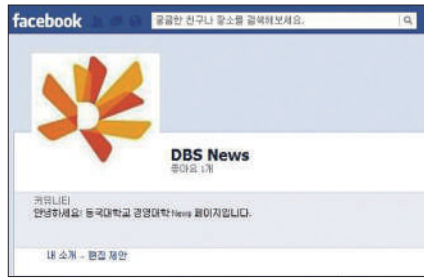 facebook
궁금한 친구나 장소를 검색해보세요.
DBS News
좋아요 1개
커뮤니티
안녕하세요! 동국대학교 경영대학 News 페이지입니다.
내 소개 - 편집 제안